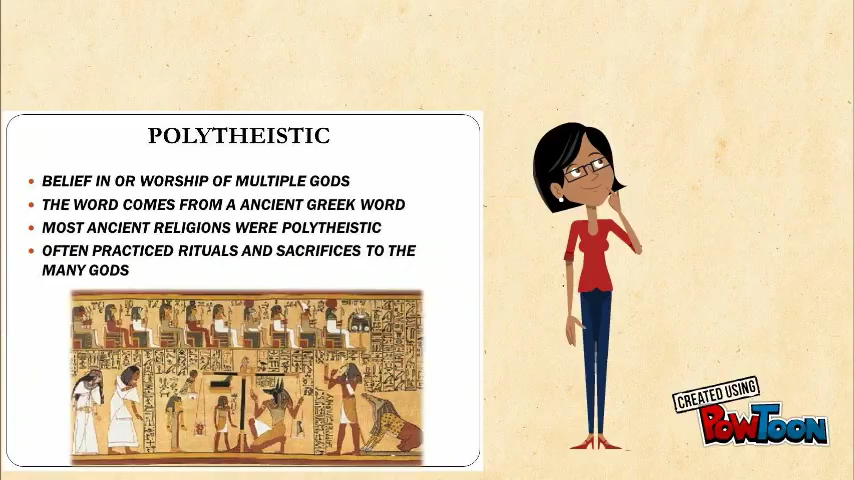 POLYTHEISTIC
• BELIEF IN OR WORSHIP OF MULTIPLE GODS
• THE WORD COMES FROM A ANCIENT GREEK WORD
• MOST ANCIENT RELIGIONS WERE POLYTHEISTIC
• OFTEN PRACTICED RITUALS AND SACRIFICES TO THE
MANY GODS
CREATED USING
POWTOON